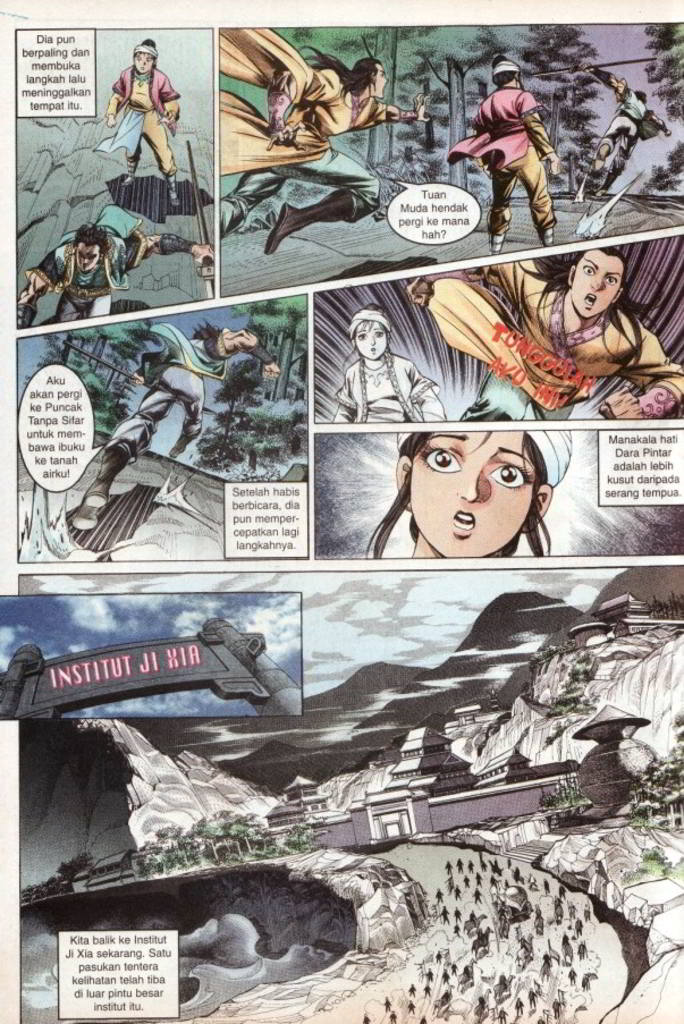 Dia pun
berpaling dan
membuka
langkah lalu
meninggalkan
tempat itu.
Tuan
Muda hendak
pergi ke mana
hah?
Aku
akan pergi
ke Puncak
Tanpa Sifar
untuk mem-
bawa ibuku
ke tanah
airku!
Setelah habis
berbicara, dia
pun memper-
cepatkan lagi
langkahnya.
TUNGGULAH
AKU NI!
Manakala hati
Dara Pintar
adalah lebih
kusut daripada
serang tempua.
INSTITUT JI XIA
Kita balik ke Institut
Ji Xia sekarang. Satu
pasukan tentera
kelihatan telah tiba
di luar pintu besar
institut itu.